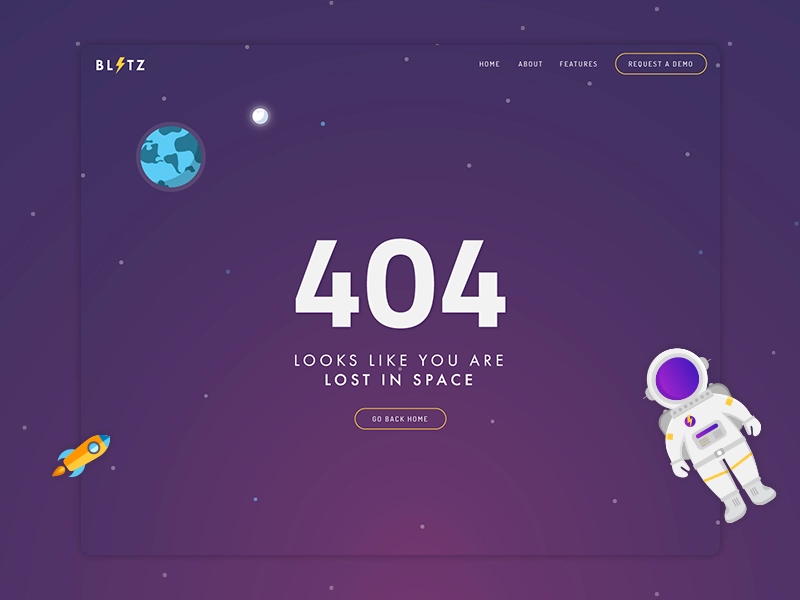 BLITZ
HOME ABOUT FEATURES REQUEST A DEMO
404
LOOKS LIKE YOU ARE
LOST IN SPACE
GO BACK HOME